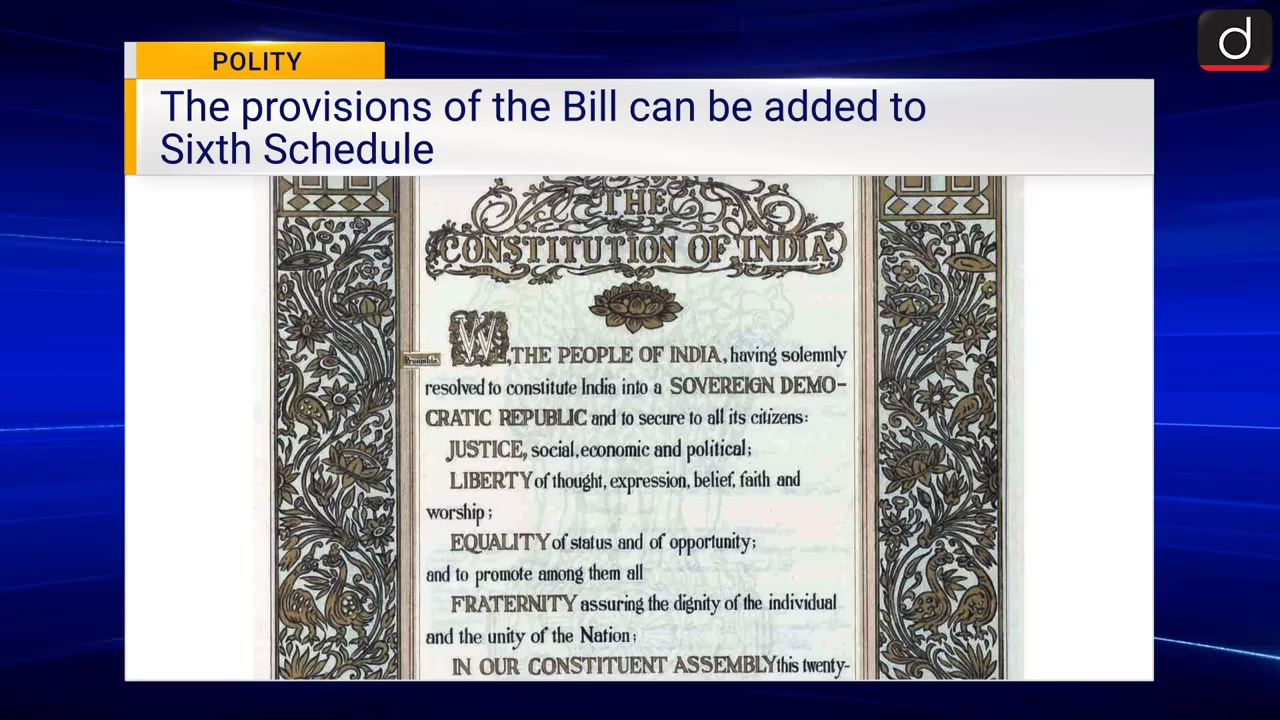 d
POLITY
The provisions of the Bill can be added to
Sixth Schedule
THE
CONSTITUTION OF INDIA
Preamble.
WE, THE PEOPLE OF INDIA, having solemnly
resolved to constitute India into a SOVEREIGN DEMO-
CRATIC REPUBLIC and to secure to all its citizens:
JUSTICE, social, economic and political;
LIBERTY of thought, expression, belief, faith and
worship;
EQUALITY of status and of opportunity;
and to promote among them all
FRATERNITY assuring the dignity of the individual
and the unity of the Nation;
IN OUR CONSTITUENT ASSEMBLY this twenty-